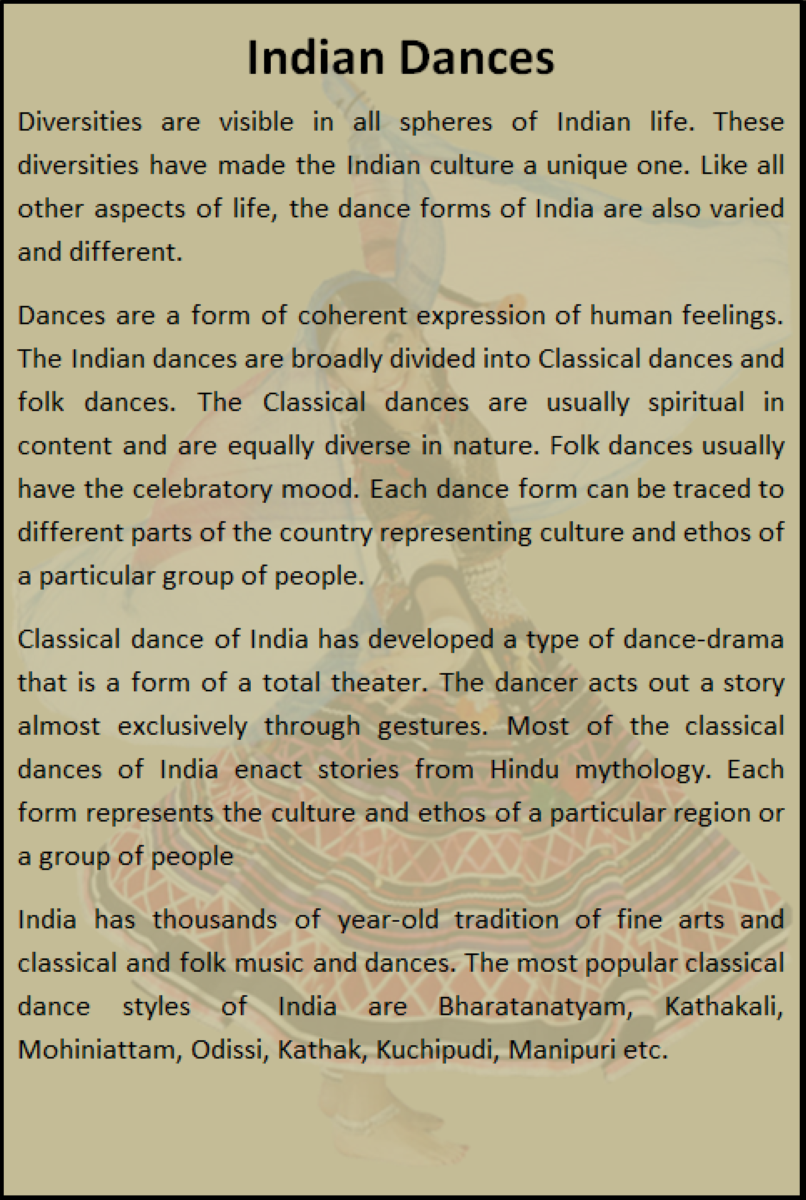 Indian Dances
Diversities are visible in all spheres of Indian life. These
diversities have made the Indian culture a unique one. Like all
other aspects of life, the dance forms of India are also varied
and different.
Dances are a form of coherent expression of human feelings.
The Indian dances are broadly divided into Classical dances and
folk dances. The Classical dances are usually spiritual in
content and are equally diverse in nature. Folk dances usually
have the celebratory mood. Each dance form can be traced to
different parts of the country representing culture and ethos of
a particular group of people.
Classical dance of India has developed a type of dance-drama
that is a form of a total theater. The dancer acts out a story
almost exclusively through gestures. Most of the classical
dances of India enact stories from Hindu mythology. Each
form represents the culture and ethos of a particular region or
a group of people
India has thousands of year-old tradition of fine arts and
classical and folk music and dances. The most popular classical
dance styles of India are Bharatanatyam, Kathakali,
Mohiniattam, Odissi, Kathak, Kuchipudi, Manipuri etc.